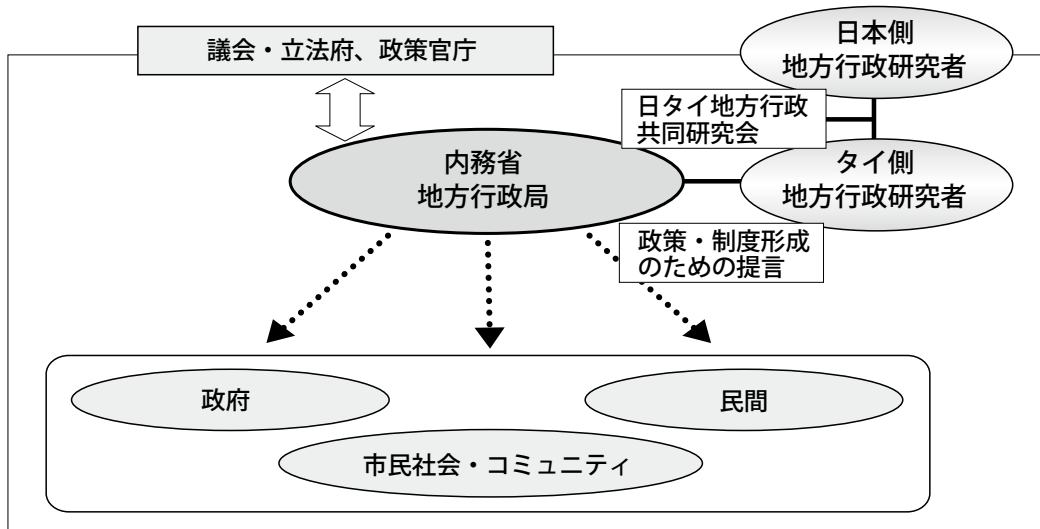 議会・立法府、政策官庁
日本側
地方行政研究者
日タイ地方行政
共同研究会
内務省
地方行政局
タイ側
地方行政研究者
政策・制度形成
のための提言
政府
民間
市民社会・コミュニティ